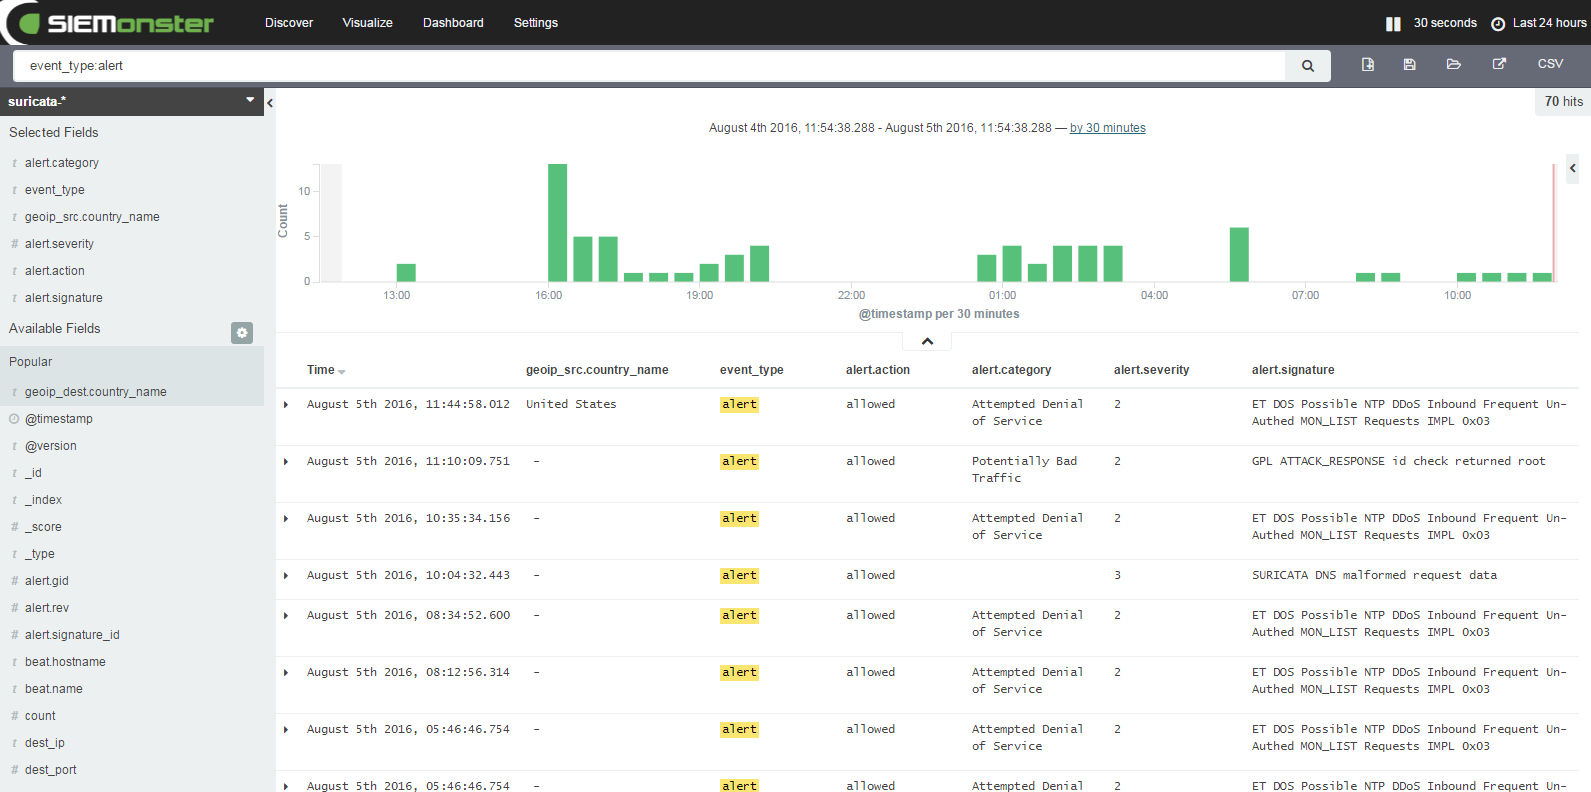 SIEMonster Discover Visualize Dashboard Settings 30 seconds Last 24 hours
event_type:alert CSV
suricata-* 70 hits
Selected Fields
t alert.category
t event_type
t geoip_src.country_name
# alert.severity
t alert.action
t alert.signature
Available Fields
Popular
t geoip_dest.country_name
@timestamp
t @version
t _id
t _index
# _score
t _type
# alert.gid
# alert.rev
# alert.signature_id
t beat.hostname
t beat.name
# count
t dest_ip
# dest_port
August 4th 2016, 11:54:38.288 - August 5th 2016, 11:54:38.288 — by 30 minutes
Count
10
5
0
13:00 16:00 19:00 22:00 01:00 04:00 07:00 10:00
@timestamp per 30 minutes
Time geoip_src.country_name event_type alert.action alert.category alert.severity alert.signature
August 5th 2016, 11:44:58.012 United States alert allowed Attempted Denial 2 ET DOS Possible NTP DDoS Inbound Frequent Un-
of Service Authed MON_LIST Requests IMPL 0x03
August 5th 2016, 11:10:09.751 - alert allowed Potentially Bad 2 GPL ATTACK_RESPONSE id check returned root
Traffic
August 5th 2016, 10:35:34.156 - alert allowed Attempted Denial 2 ET DOS Possible NTP DDoS Inbound Frequent Un-
of Service Authed MON_LIST Requests IMPL 0x03
August 5th 2016, 10:04:32.443 - alert allowed 3 SURICATA DNS malformed request data
August 5th 2016, 08:34:52.600 - alert allowed Attempted Denial 2 ET DOS Possible NTP DDoS Inbound Frequent Un-
of Service Authed MON_LIST Requests IMPL 0x03
August 5th 2016, 08:12:56.314 - alert allowed Attempted Denial 2 ET DOS Possible NTP DDoS Inbound Frequent Un-
of Service Authed MON_LIST Requests IMPL 0x03
August 5th 2016, 05:46:46.754 - alert allowed Attempted Denial 2 ET DOS Possible NTP DDoS Inbound Frequent Un-
of Service Authed MON_LIST Requests IMPL 0x03
August 5th 2016, 05:46:46.754 - alert allowed Attempted Denial 2 ET DOS Possible NTP DDoS Inbound Frequent Un-